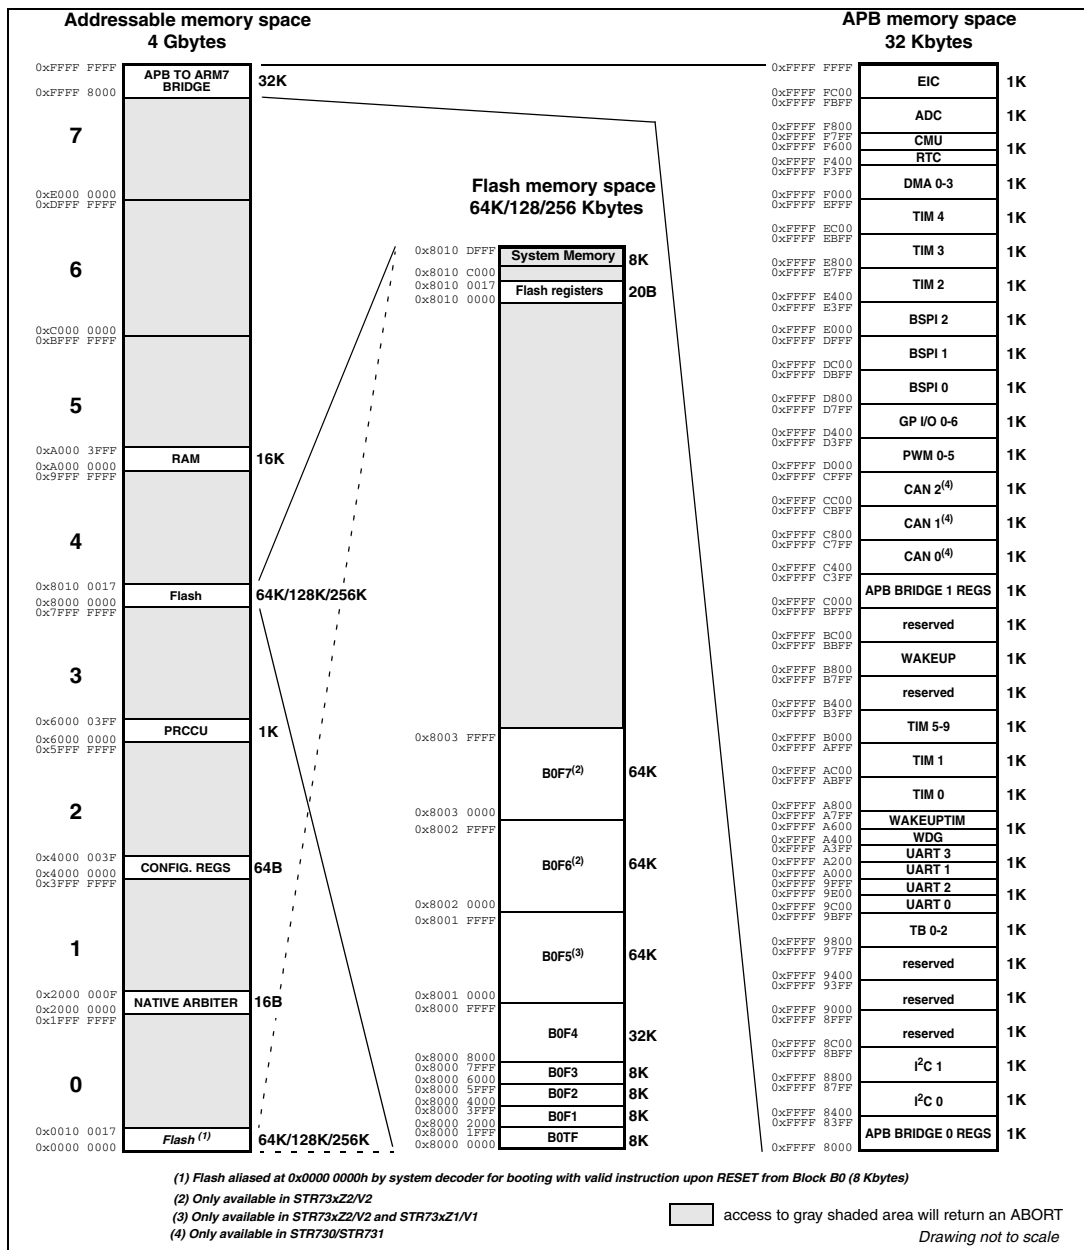 Addressable memory space
4 Gbytes
0xFFFF FFFF
APB TO ARM7
BRIDGE
32K
0xFFFF 8000
7
0xE000 0000
0xDFFF FFFF
6
0xC000 0000
0xBFFF FFFF
5
0xA000 3FFF
RAM
16K
0xA000 0000
0x9FFF FFFF
4
0x8010 0017
Flash
64K/128K/256K
0x8000 0000
0x7FFF FFFF
3
0x6000 03FF
PRCCU
1K
0x6000 0000
0x5FFF FFFF
2
0x4000 003F
CONFIG. REGS
64B
0x4000 0000
0x3FFF FFFF
1
0x2000 000F
NATIVE ARBITER
16B
0x2000 0000
0x1FFF FFFF
0
0x0010 0017
Flash (1)
64K/128K/256K
0x0000 0000
Flash memory space
64K/128/256 Kbytes
0x8010 DFFF
System Memory
8K
0x8010 C000
0x8010 0017
Flash registers
20B
0x8010 0000
0x8003 FFFF
B0F7(2)
64K
0x8003 0000
0x8002 FFFF
B0F6(2)
64K
0x8002 0000
0x8001 FFFF
B0F5(3)
64K
0x8001 0000
0x8000 FFFF
B0F4
32K
0x8000 8000
0x8000 7FFF
B0F3
8K
0x8000 6000
0x8000 5FFF
B0F2
8K
0x8000 4000
0x8000 3FFF
B0F1
8K
0x8000 2000
0x8000 1FFF
B0TF
8K
0x8000 0000
APB memory space
32 Kbytes
0xFFFF FFFF
EIC
1K
0xFFFF FC00
0xFFFF FBFF
ADC
1K
0xFFFF F800
0xFFFF F7FF
CMU
0xFFFF F600
1K
RTC
0xFFFF F400
0xFFFF F3FF
DMA 0-3
1K
0xFFFF F000
0xFFFF EFFF
TIM 4
1K
0xFFFF EC00
0xFFFF EBFF
TIM 3
1K
0xFFFF E800
0xFFFF E7FF
TIM 2
1K
0xFFFF E400
0xFFFF E3FF
BSPI 2
1K
0xFFFF E000
0xFFFF DFFF
BSPI 1
1K
0xFFFF DC00
0xFFFF DBFF
BSPI 0
1K
0xFFFF D800
0xFFFF D7FF
GP I/O 0-6
1K
0xFFFF D400
0xFFFF D3FF
PWM 0-5
1K
0xFFFF D000
0xFFFF CFFF
CAN 2(4)
1K
0xFFFF CC00
0xFFFF CBFF
CAN 1(4)
1K
0xFFFF C800
0xFFFF C7FF
CAN 0(4)
1K
0xFFFF C400
0xFFFF C3FF
APB BRIDGE 1 REGS
1K
0xFFFF C000
0xFFFF BFFF
reserved
1K
0xFFFF BC00
0xFFFF BBFF
WAKEUP
1K
0xFFFF B800
0xFFFF B7FF
reserved
1K
0xFFFF B400
0xFFFF B3FF
TIM 5-9
1K
0xFFFF B000
0xFFFF AFFF
TIM 1
1K
0xFFFF AC00
0xFFFF ABFF
TIM 0
1K
0xFFFF A800
0xFFFF A7FF
WAKEUPTIM
0xFFFF A600
1K
WDG
0xFFFF A400
0xFFFF A3FF
UART 3
0xFFFF A200
1K
UART 1
0xFFFF A000
0xFFFF 9FFF
UART 2
0xFFFF 9E00
1K
UART 0
0xFFFF 9C00
0xFFFF 9BFF
TB 0-2
1K
0xFFFF 9800
0xFFFF 97FF
reserved
1K
0xFFFF 9400
0xFFFF 93FF
reserved
1K
0xFFFF 9000
0xFFFF 8FFF
reserved
1K
0xFFFF 8C00
0xFFFF 8BFF
I2C 1
1K
0xFFFF 8800
0xFFFF 87FF
I2C 0
1K
0xFFFF 8400
0xFFFF 83FF
APB BRIDGE 0 REGS
1K
0xFFFF 8000
(1) Flash aliased at 0x0000 0000h by system decoder for booting with valid instruction upon RESET from Block B0 (8 Kbytes)
(2) Only available in STR73xZ2/V2
(3) Only available in STR73xZ2/V2 and STR73xZ1/V1
(4) Only available in STR730/STR731
access to gray shaded area will return an ABORT
Drawing not to scale